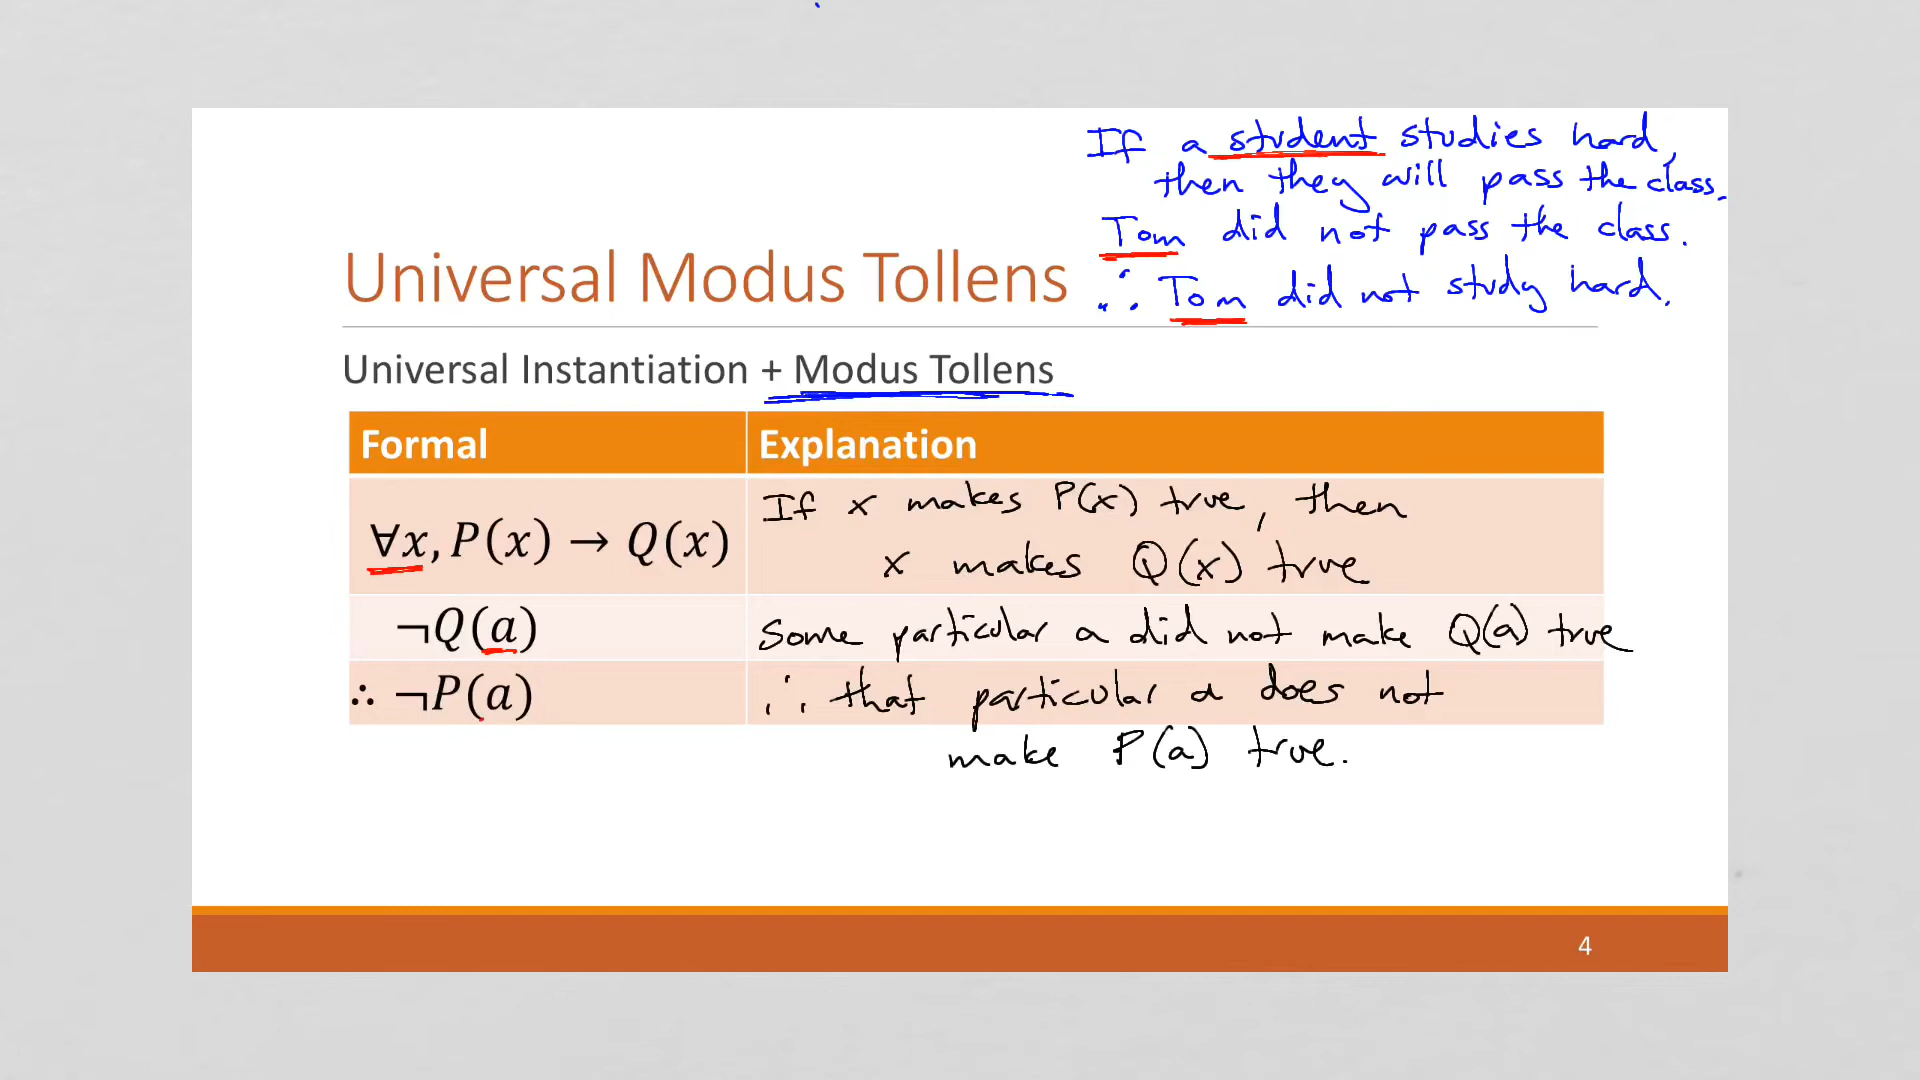 If a student studies hard,
then they will pass the class.
Tom did not pass the class.
∴ Tom did not study hard.
Universal Modus Tollens
Universal Instantiation + Modus Tollens
Formal Explanation
∀x, P(x) → Q(x) If x makes P(x) true, then
x makes Q(x) true
¬Q(a) Some particular a did not make Q(a) true
∴ ¬P(a) ∴ that particular a does not
make P(a) true.
4